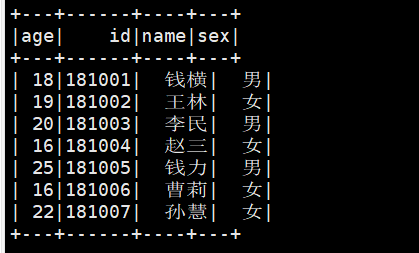 +---+------+----+---+
|age|    id|name|sex|
+---+------+----+---+
| 18|181001|  钱横|  男|
| 19|181002|  王林|  女|
| 20|181003|  李民|  男|
| 16|181004|  赵三|  女|
| 25|181005|  钱力|  男|
| 16|181006|  曹莉|  女|
| 22|181007|  孙慧|  女|
+---+------+----+---+